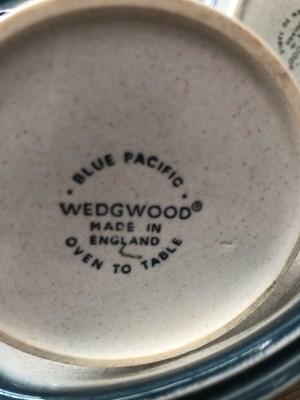 • BLUE PACIFIC •
WEDGWOOD®
MADE IN
ENGLAND
OVEN TO TABLE